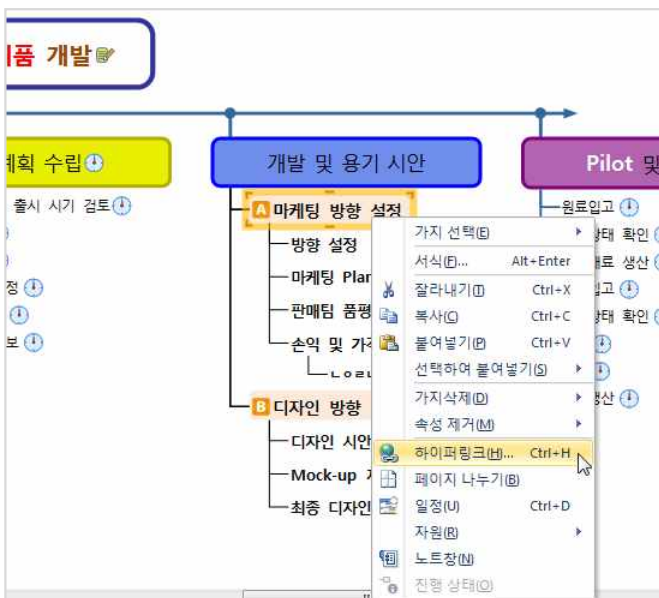 품 개발
계획 수립
개발 및 용기 시안
Pilot 및
출시 시기 검토
정
보
A 마케팅 방향 설정
방향 설정
마케팅 Plan
판매팀 품평
손익 및
B 디자인 방향
디자인 시안
Mock-up
최종 디자인
원료입고
상태 확인
생산
입고
상태 확인
생산
가지 선택(E)
서식(F)... Alt+Enter
잘라내기(T) Ctrl+X
복사(C) Ctrl+C
붙여넣기(P) Ctrl+V
선택하여 붙여넣기(S)
가지삭제(D)
속성 제거(M)
하이퍼링크(H)... Ctrl+H
페이지 나누기(B)
일정(U) Ctrl+D
자원(R)
노트창(N)
진행 상태(O)